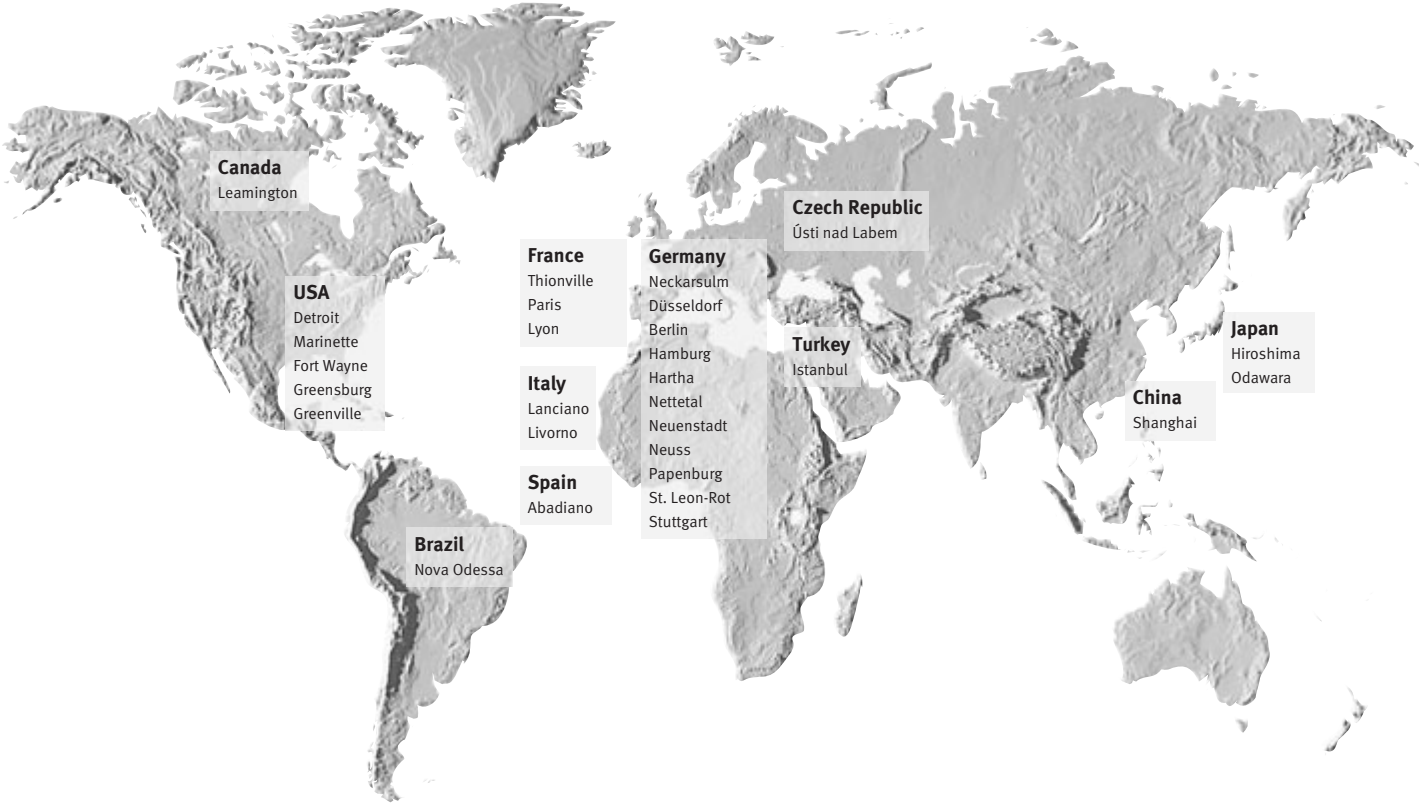 Canada
Leamington
USA
Detroit
Marinette
Fort Wayne
Greensburg
Greenville
Brazil
Nova Odessa
France
Thionville
Paris
Lyon
Italy
Lanciano
Livorno
Spain
Abadiano
Germany
Neckarsulm
Düsseldorf
Berlin
Hamburg
Hartha
Nettetal
Neuenstadt
Neuss
Papenburg
St. Leon-Rot
Stuttgart
Czech Republic
Ústi nad Labem
Turkey
Istanbul
China
Shanghai
Japan
Hiroshima
Odawara